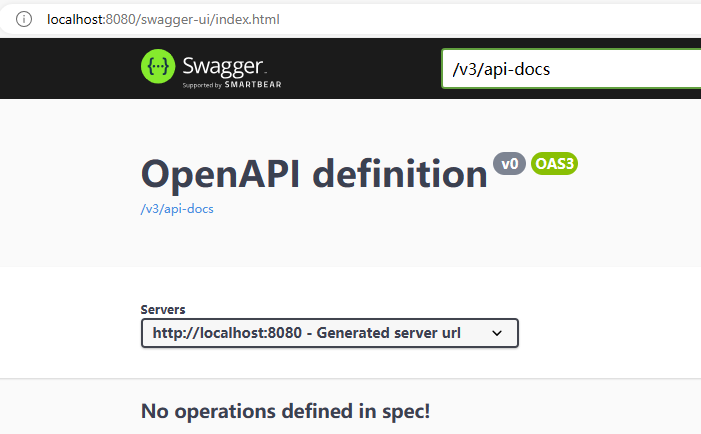 localhost:8080/swagger-ui/index.html
{···} Swagger
Supported by SMARTBEAR
/v3/api-docs
OpenAPI definition v0 OAS3
/v3/api-docs
Servers
http://localhost:8080 - Generated server url
No operations defined in spec!